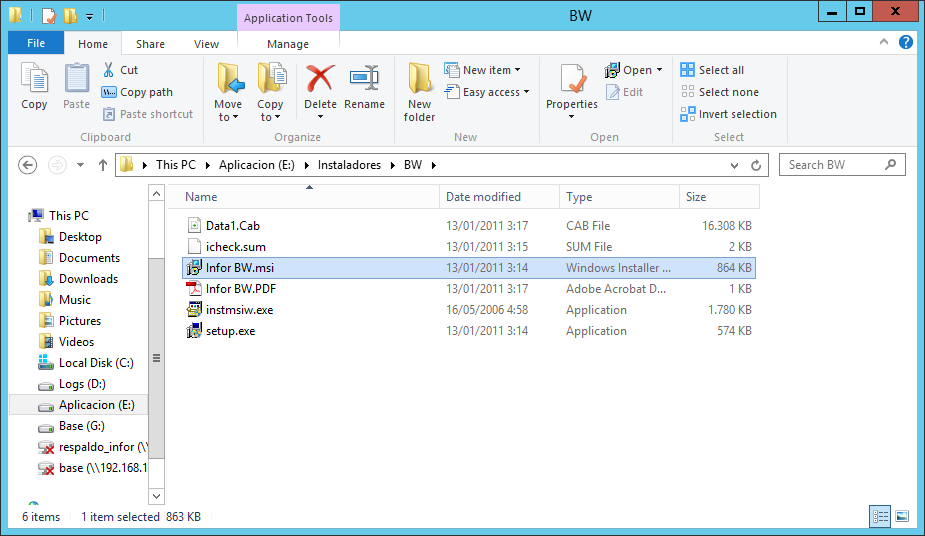 Application Tools
BW
File Home Share View Manage
Copy
Paste
Cut
Copy path
Paste shortcut
Clipboard
Move to
Copy to
Delete
Rename
Organize
New folder
New item
Easy access
New
Properties
Open
Edit
Open
Select all
Select none
Invert selection
Select
This PC Aplicacion (E:) Instaladores BW
Search BW
This PC
Desktop
Documents
Downloads
Music
Pictures
Videos
Local Disk (C:)
Logs (D:)
Aplicacion (E:)
Base (G:)
respaldo_infor (\\
base (\\192.168.1
Name Date modified Type Size
Data1.Cab 13/01/2011 3:17 CAB File 16.308 KB
icheck.sum 13/01/2011 3:15 SUM File 2 KB
Infor BW.msi 13/01/2011 3:14 Windows Installer ... 864 KB
Infor BW.PDF 13/01/2011 3:17 Adobe Acrobat D... 1 KB
instmsiw.exe 16/05/2006 4:58 Application 1.780 KB
setup.exe 13/01/2011 3:14 Application 574 KB
6 items 1 item selected 863 KB